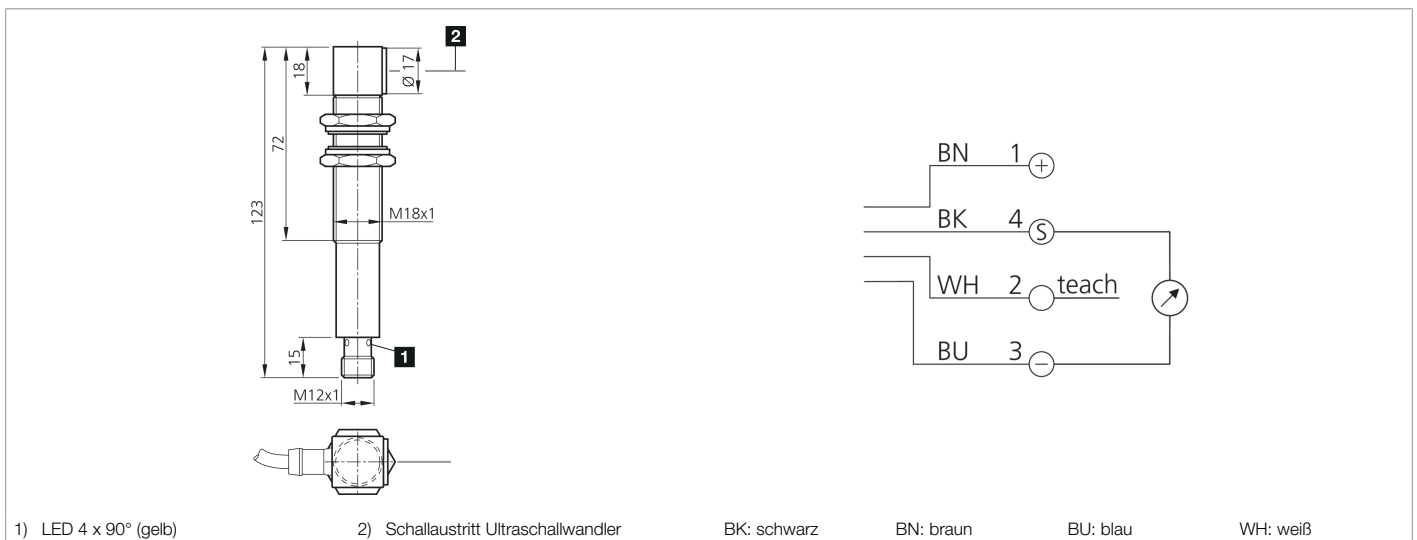 2
18
Ø 17
72
123
M18x1
15
1
M12x1
BN 1 +
BK 4 S
WH 2 teach
BU 3 −
1) LED 4 x 90° (gelb) 2) Schallaustritt Ultraschallwandler BK: schwarz BN: braun BU: blau WH: weiß